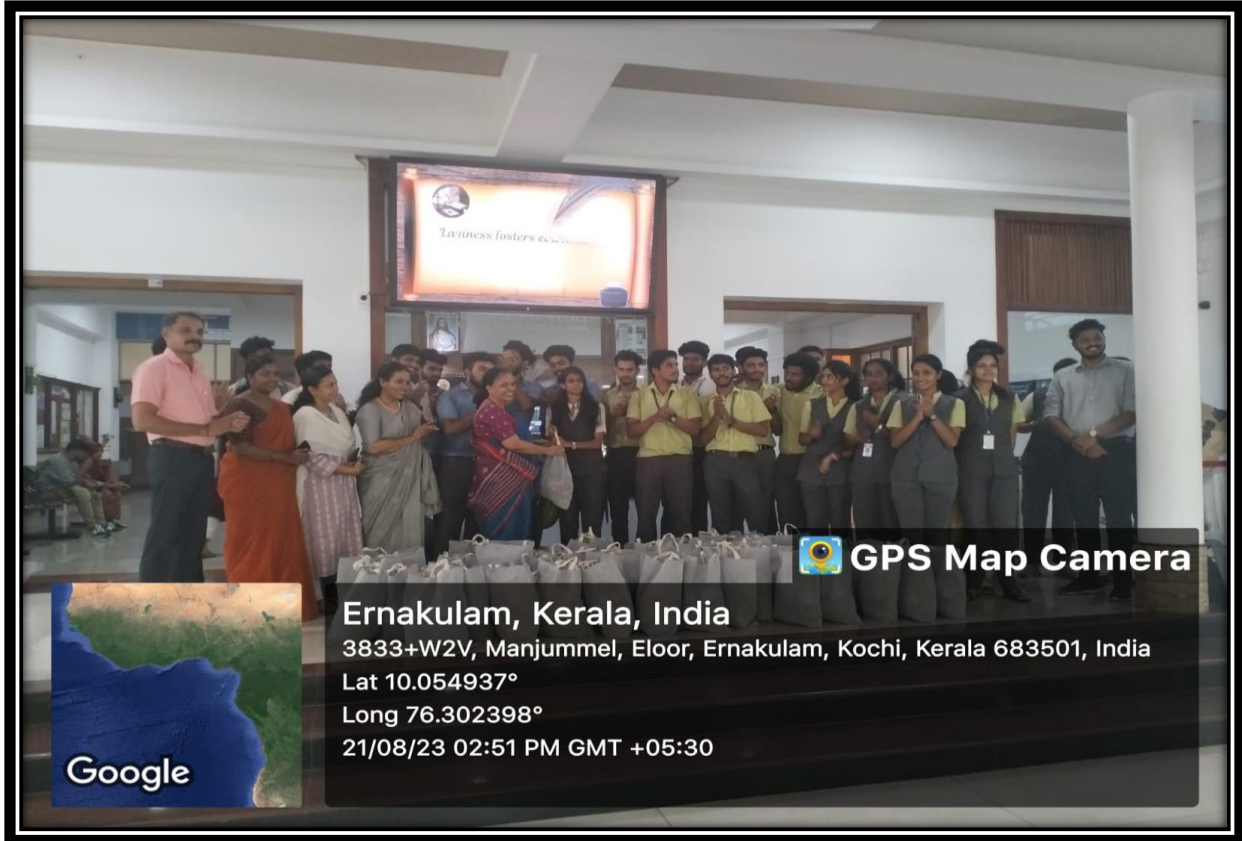 fosters
GPS Map Camera
Ernakulam, Kerala, India
3833+W2V, Manjummel, Eloor, Ernakulam, Kochi, Kerala 683501, India
Lat 10.054937°
Long 76.302398°
21/08/23 02:51 PM GMT +05:30
Google